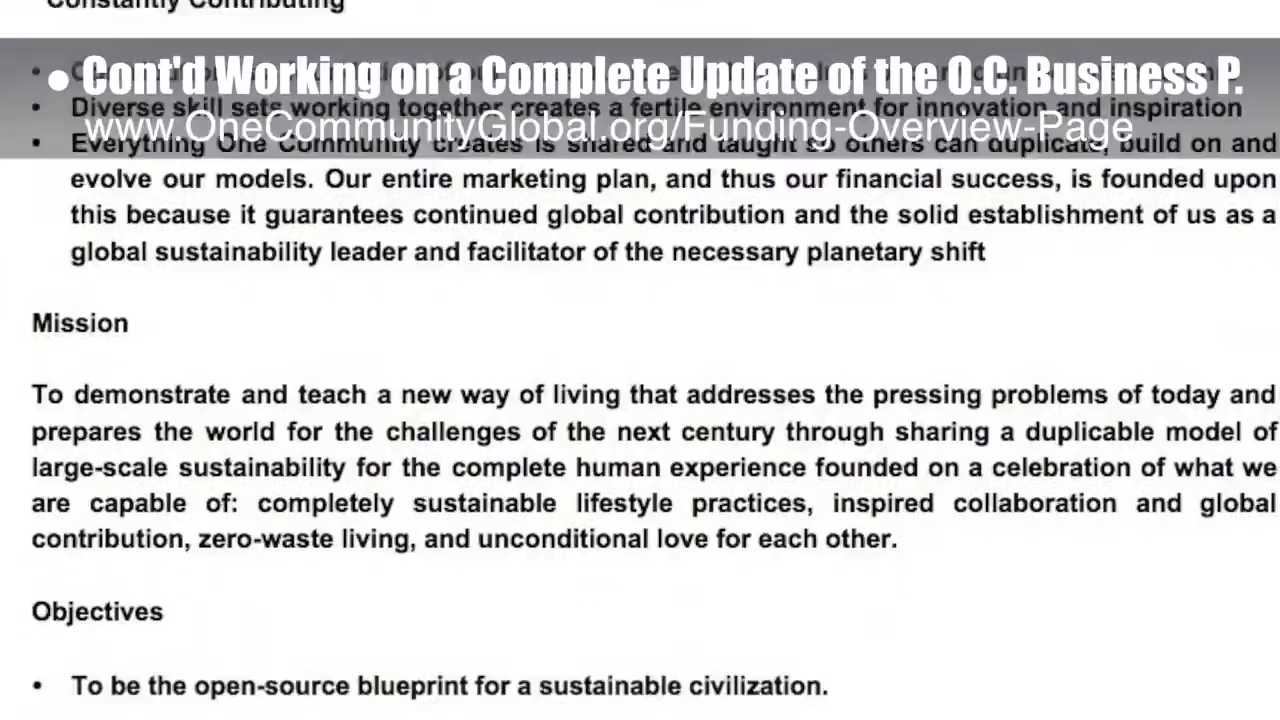 Constantly Contributing
• Cont'd Working on a Complete Update of the O.C. Business P.
• Diverse skill sets working together creates a fertile environment for innovation and inspiration
www.OneCommunityGlobal.org/Funding-Overview-Page
• Everything One Community creates is shared and taught so others can duplicate, build on and
evolve our models. Our entire marketing plan, and thus our financial success, is founded upon
this because it guarantees continued global contribution and the solid establishment of us as a
global sustainability leader and facilitator of the necessary planetary shift
Mission
To demonstrate and teach a new way of living that addresses the pressing problems of today and
prepares the world for the challenges of the next century through sharing a duplicable model of
large-scale sustainability for the complete human experience founded on a celebration of what we
are capable of: completely sustainable lifestyle practices, inspired collaboration and global
contribution, zero-waste living, and unconditional love for each other.
Objectives
• To be the open-source blueprint for a sustainable civilization.